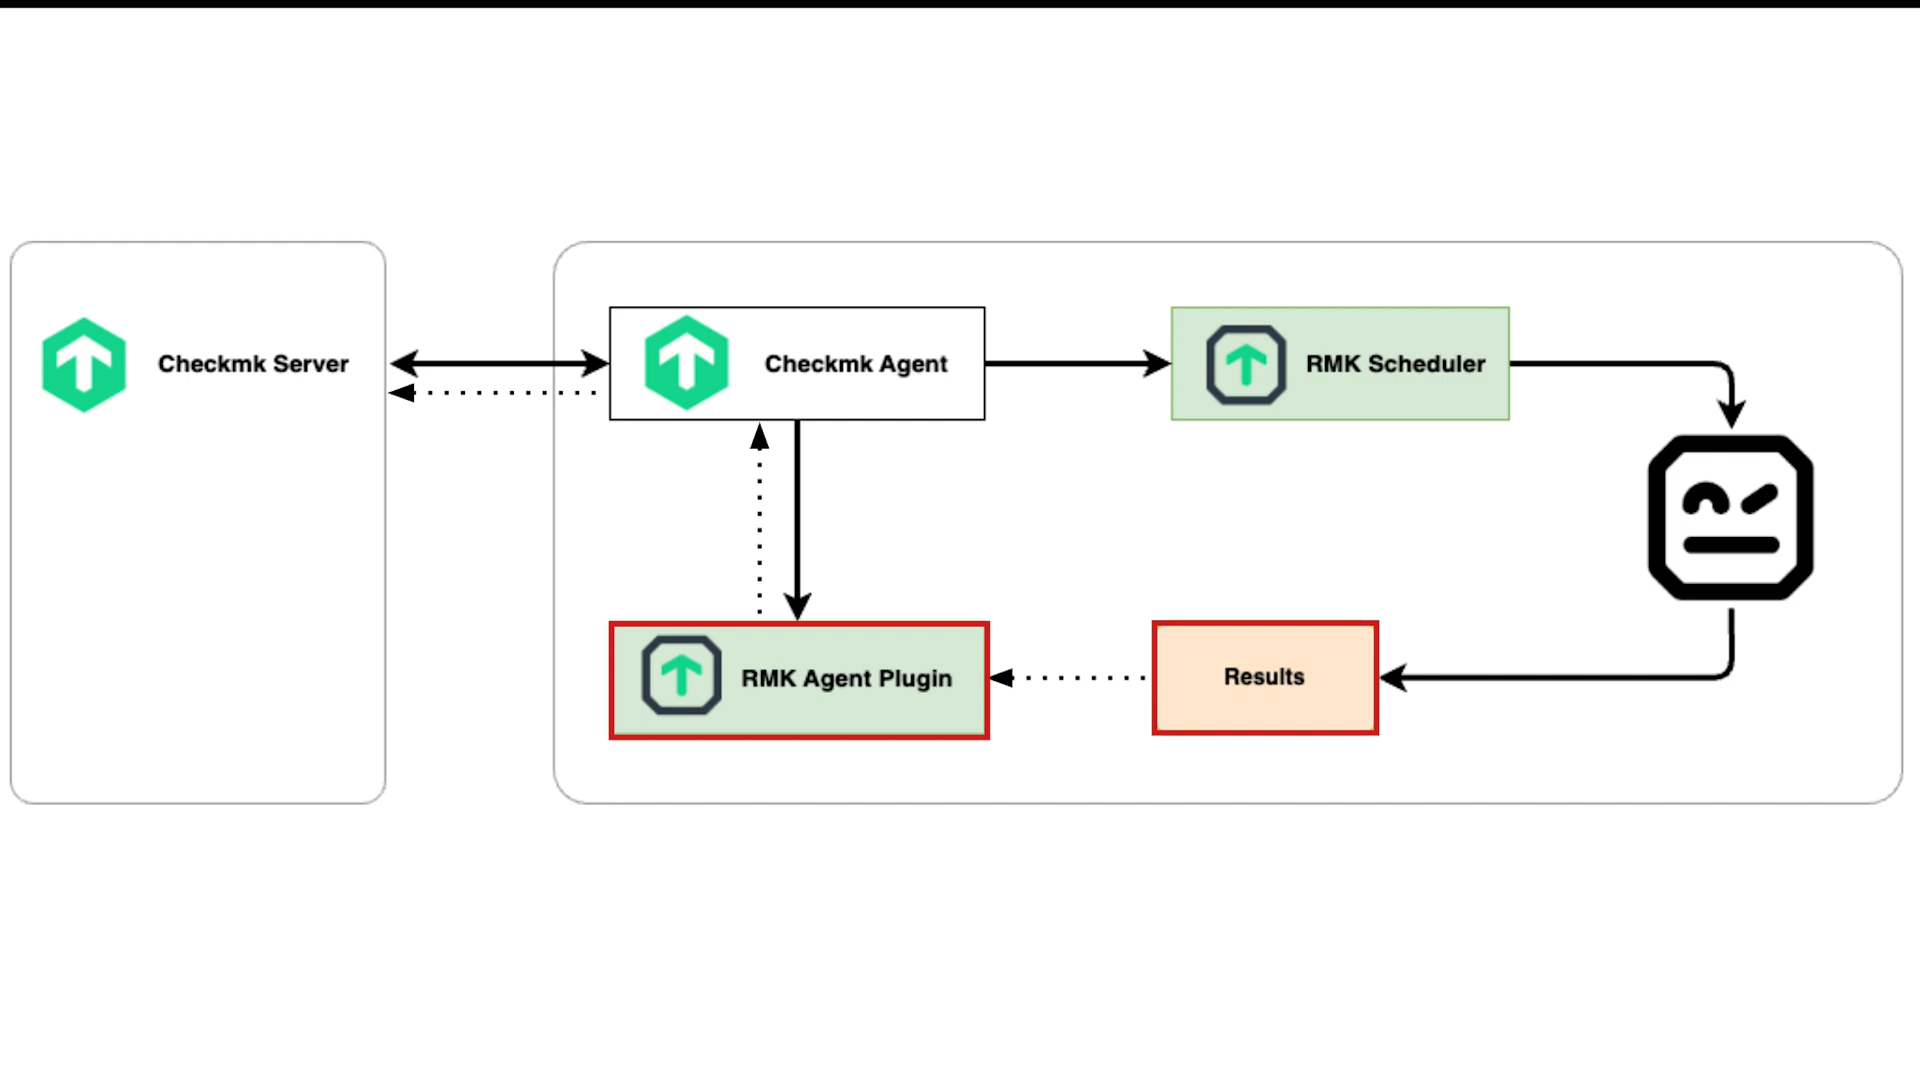 Checkmk Server
Checkmk Agent
RMK Scheduler
RMK Agent Plugin
Results